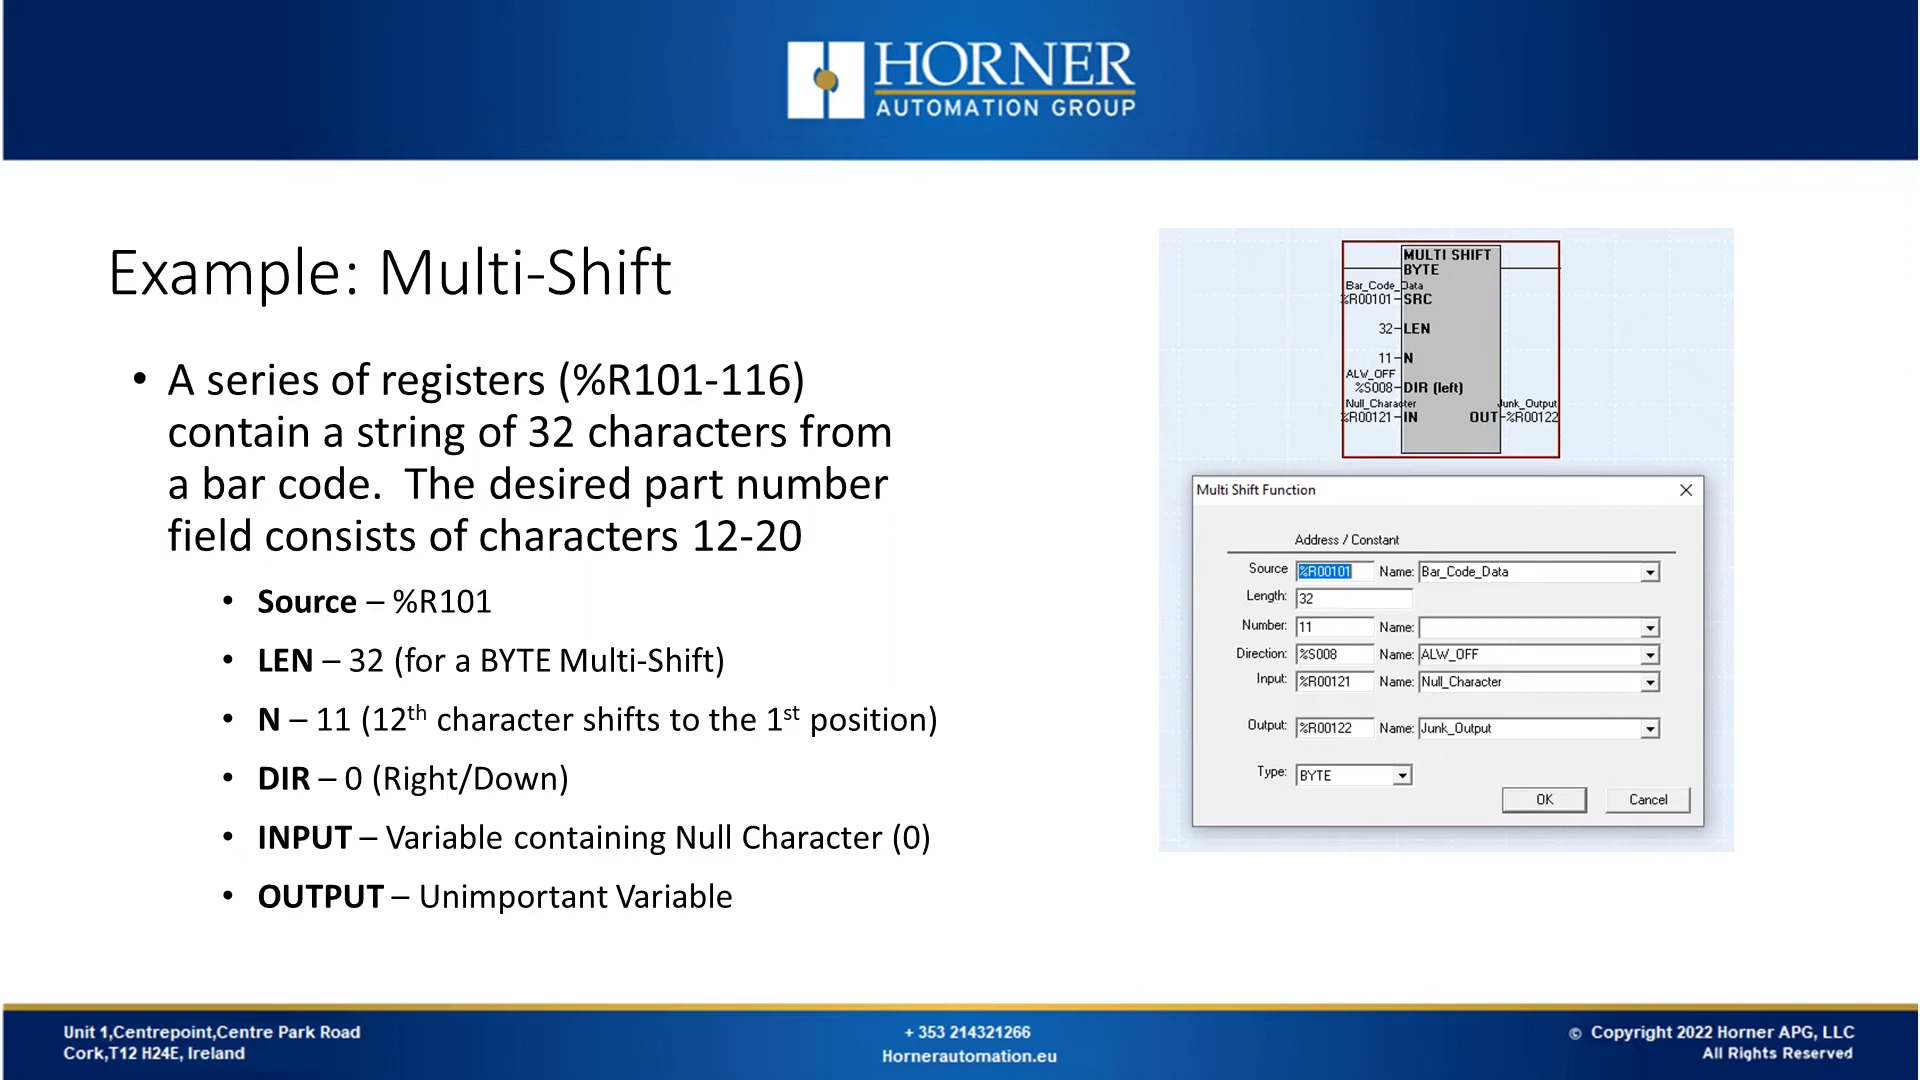 HORNER
AUTOMATION GROUP
Example: Multi-Shift
• A series of registers (%R101-116)
contain a string of 32 characters from
a bar code.  The desired part number
field consists of characters 12-20
• Source – %R101
• LEN – 32 (for a BYTE Multi-Shift)
• N – 11 (12th character shifts to the 1st position)
• DIR – 0 (Right/Down)
• INPUT – Variable containing Null Character (0)
• OUTPUT – Unimportant Variable
MULTI SHIFT
BYTE
Bar_Code_Data
%R00101 SRC
32 LEN
11 N
ALW_OFF
%S008 DIR (left)
Null_Character Junk_Output
%R00121 IN OUT %R00122
Multi Shift Function
Address / Constant
Source %R00101 Name: Bar_Code_Data
Length: 32
Number: 11 Name:
Direction: %S008 Name: ALW_OFF
Input: %R00121 Name: Null_Character
Output: %R00122 Name: Junk_Output
Type: BYTE
OK Cancel
Unit 1,Centrepoint,Centre Park Road
Cork,T12 H24E, Ireland
+ 353 214321266
Hornerautomation.eu
© Copyright 2022 Horner APG, LLC
All Rights Reserved